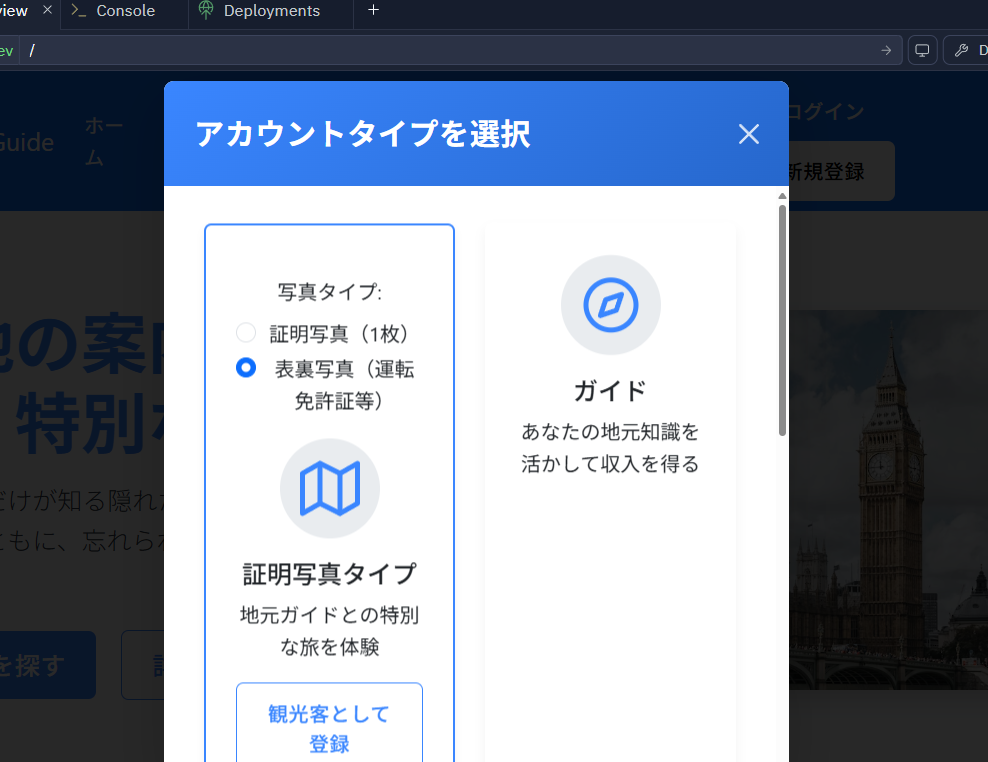 Console
Deployments
/
アカウントタイプを選択
Guide
ホー
ム
ログイン
新規登録
写真タイプ:
証明写真（1枚）
表裏写真（運転
免許証等）
証明写真タイプ
地元ガイドとの特別
な旅を体験
観光客として
登録
ガイド
あなたの地元知識を
活かして収入を得る
地の案内
特別な
だけが知る隠れた
ともに、忘れられ
を探す